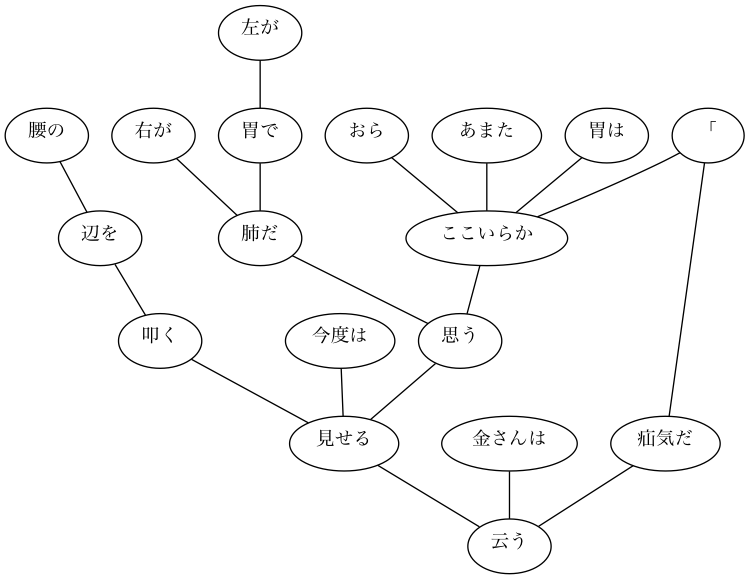 左が
腰の
右が
胃で
おら
あまた
胃は
「
辺を
肺だ
ここいらか
叩く
今度は
思う
見せる
金さんは
疝気だ
云う